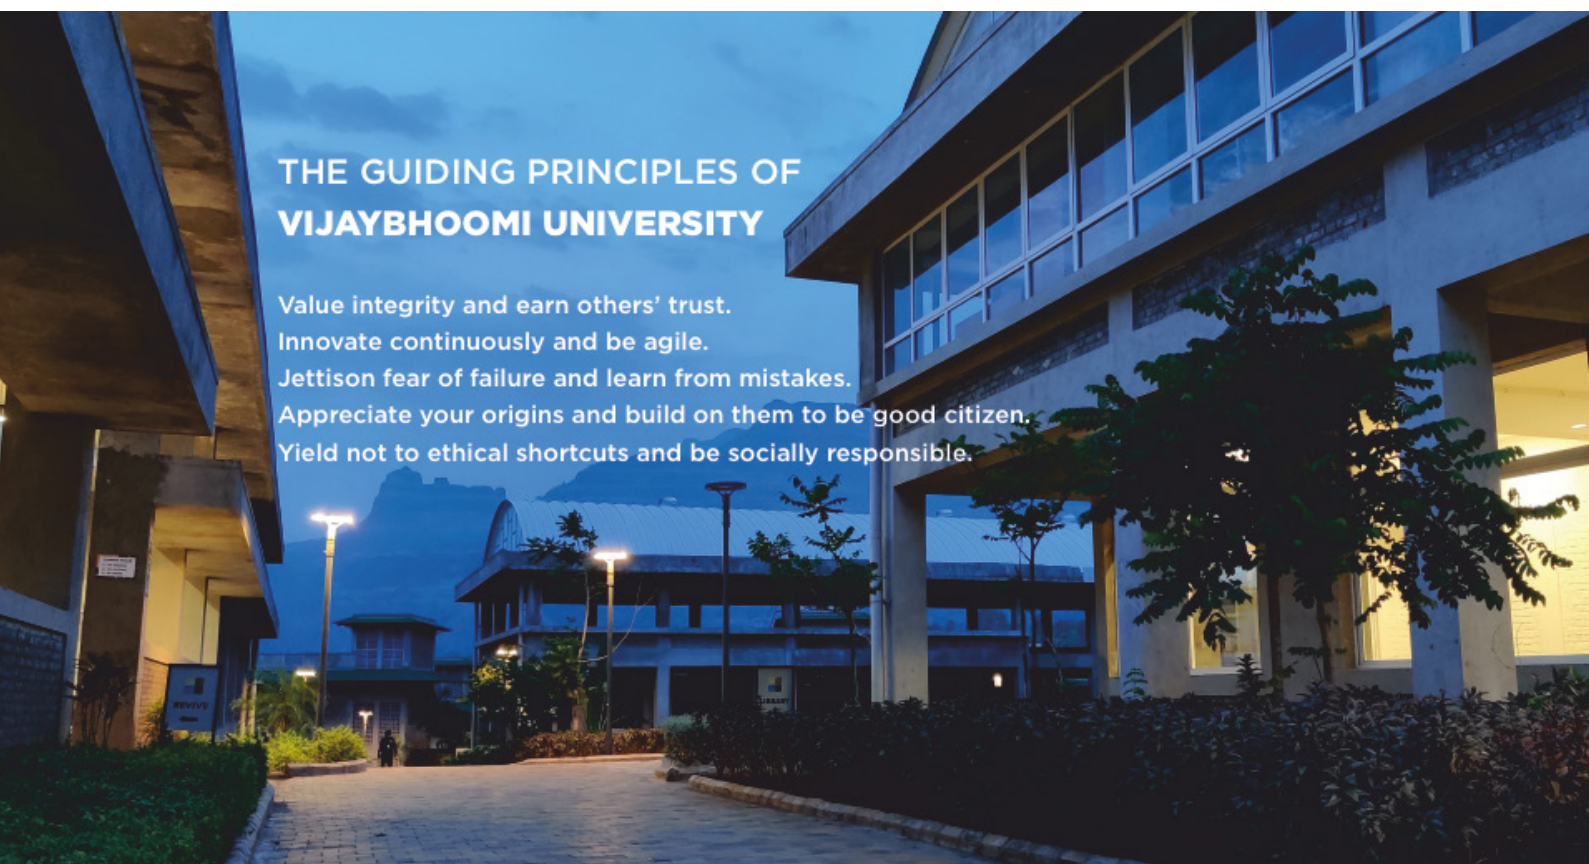 THE GUIDING PRINCIPLES OF
VIJAYBHOOMI UNIVERSITY
Value integrity and earn others’ trust.
Innovate continuously and be agile.
Jettison fear of failure and learn from mistakes.
Appreciate your origins and build on them to be good citizen.
Yield not to ethical shortcuts and be socially responsible.
REVIVE
LIBRARY